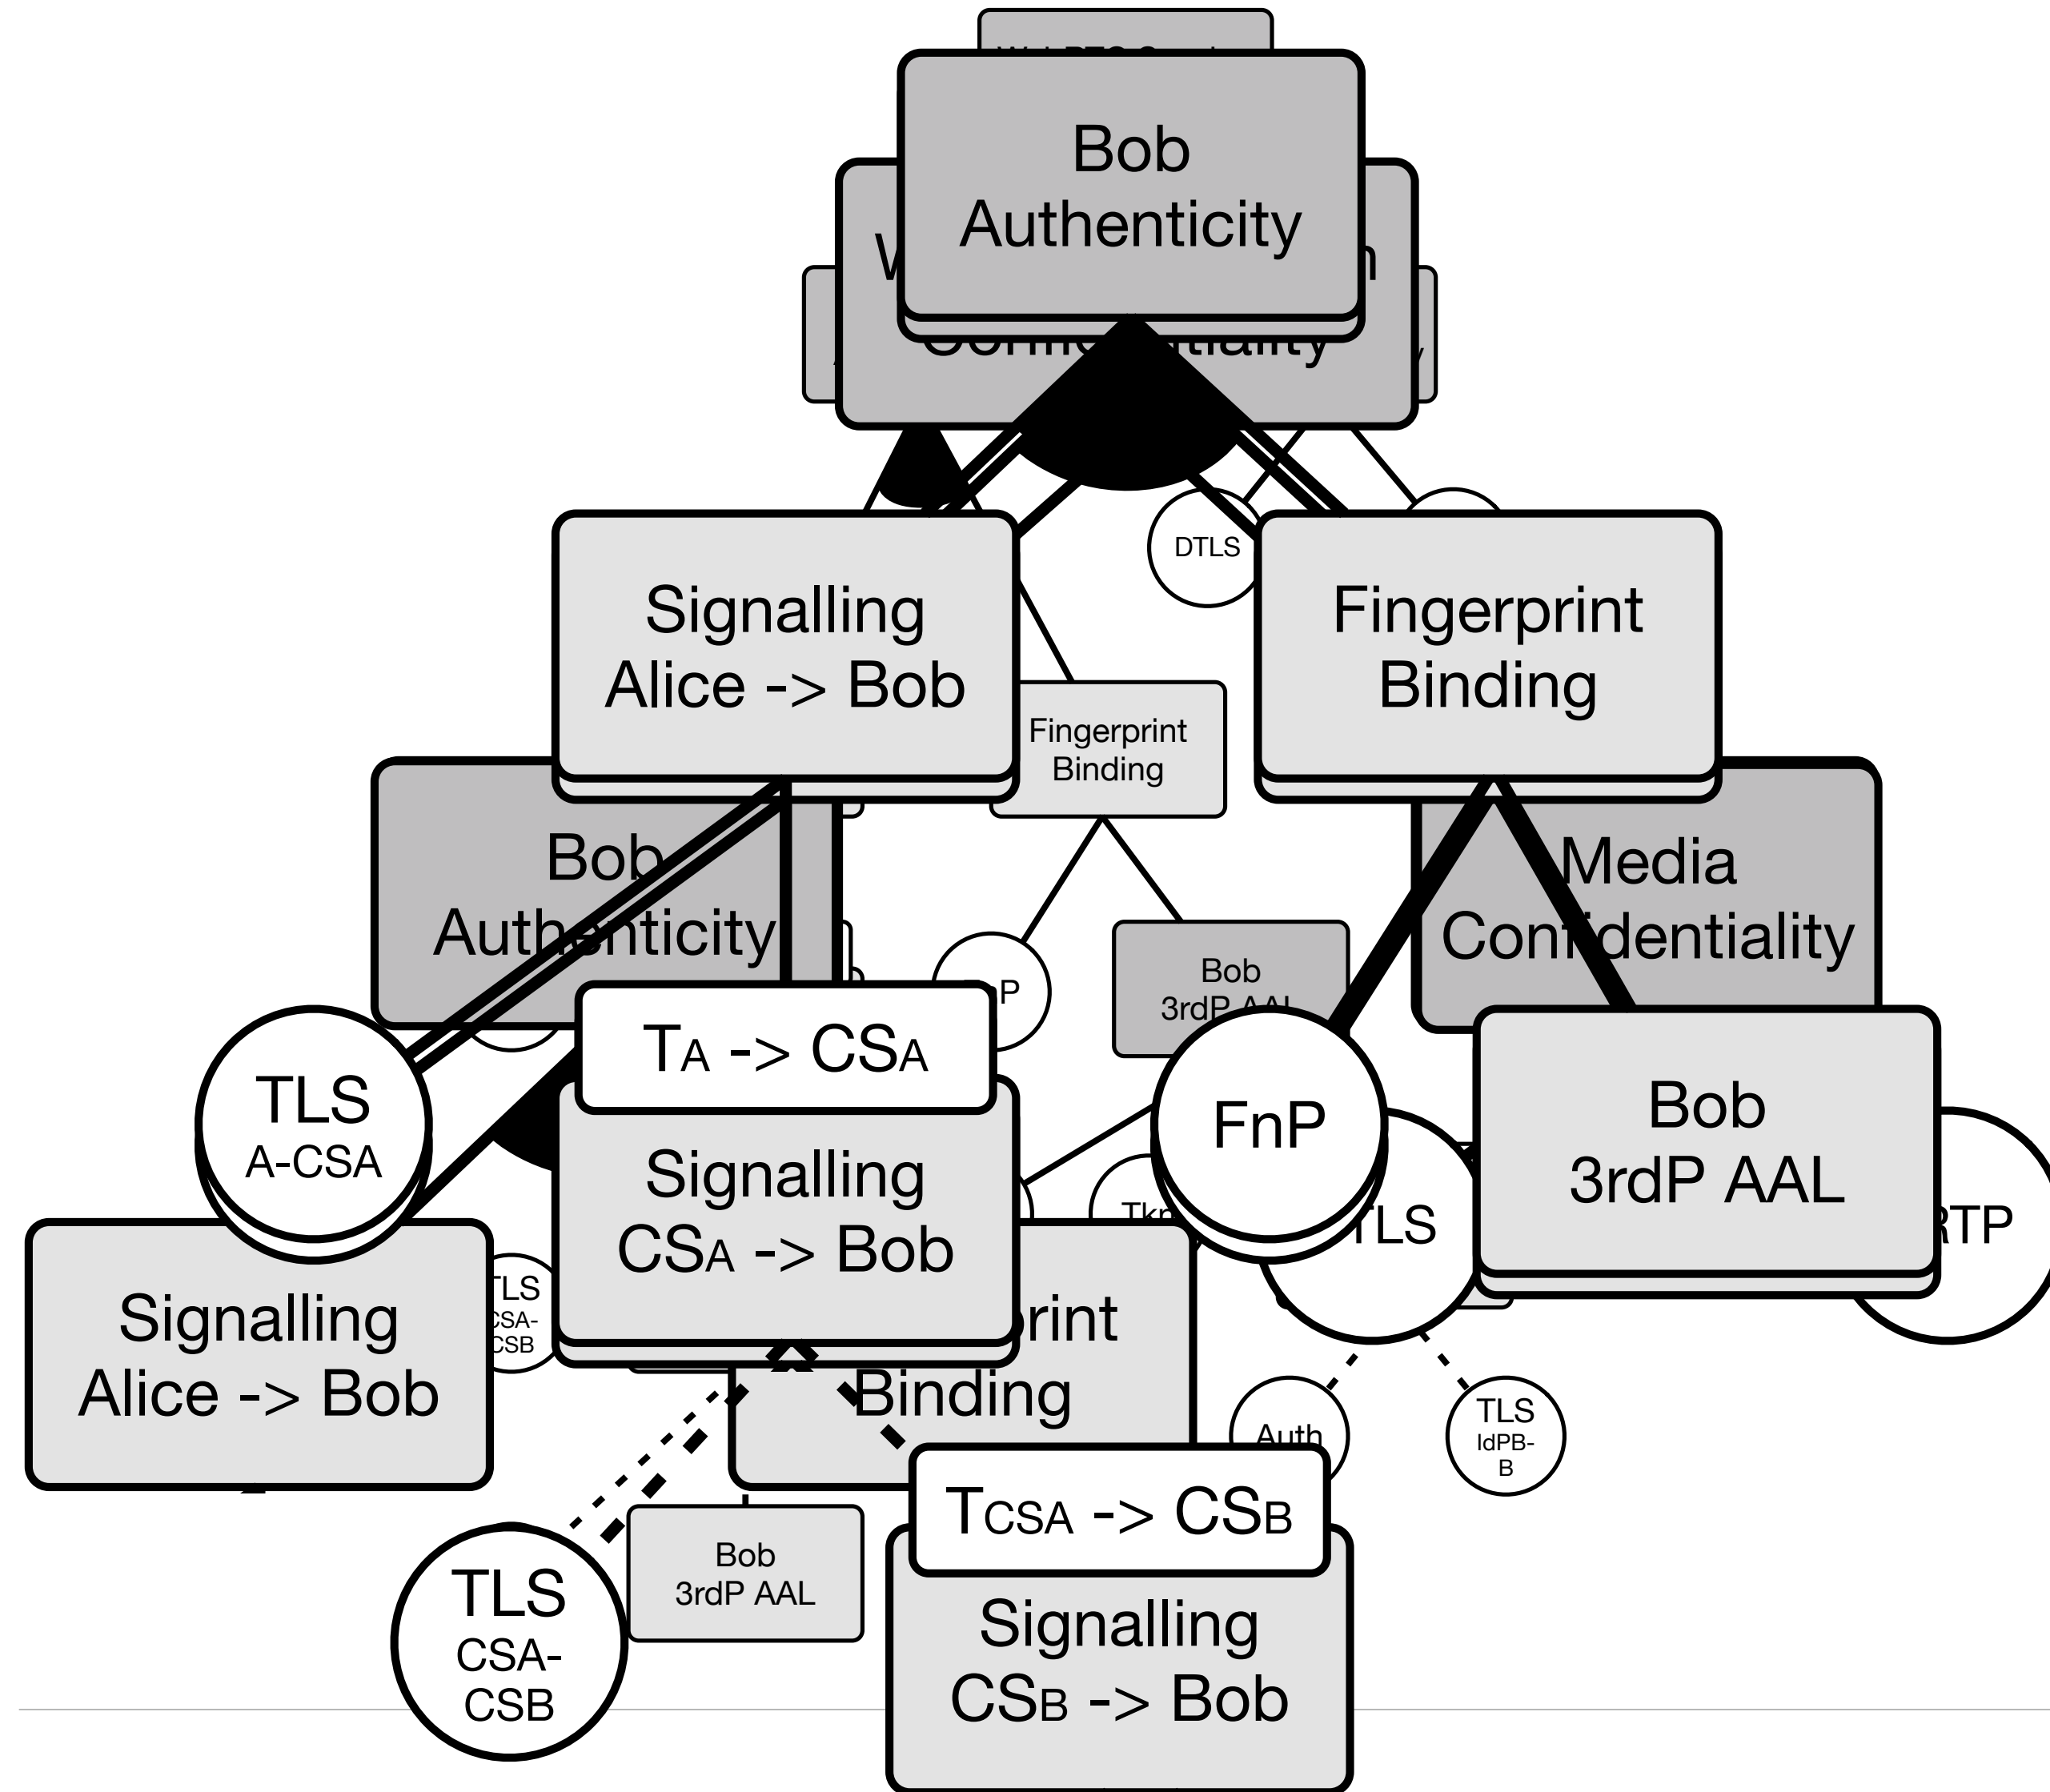 Bob
Authenticity
DTLS
Signalling
Alice -> Bob
Fingerprint
Binding
Fingerprint
Binding
Bob
Authenticity
Media
Confidentiality
Bob
3rdP AAL
TA -> CSA
TLS
A-CSA
FnP
Bob
3rdP AAL
Signalling
CSA -> Bob
TLS
Signalling
Alice -> Bob
TLS
CSA-
CSB
Binding
Auth
TLS
IdPB-
B
TCSA -> CSB
Bob
3rdP AAL
TLS
CSA-
CSB
Signalling
CSB -> Bob